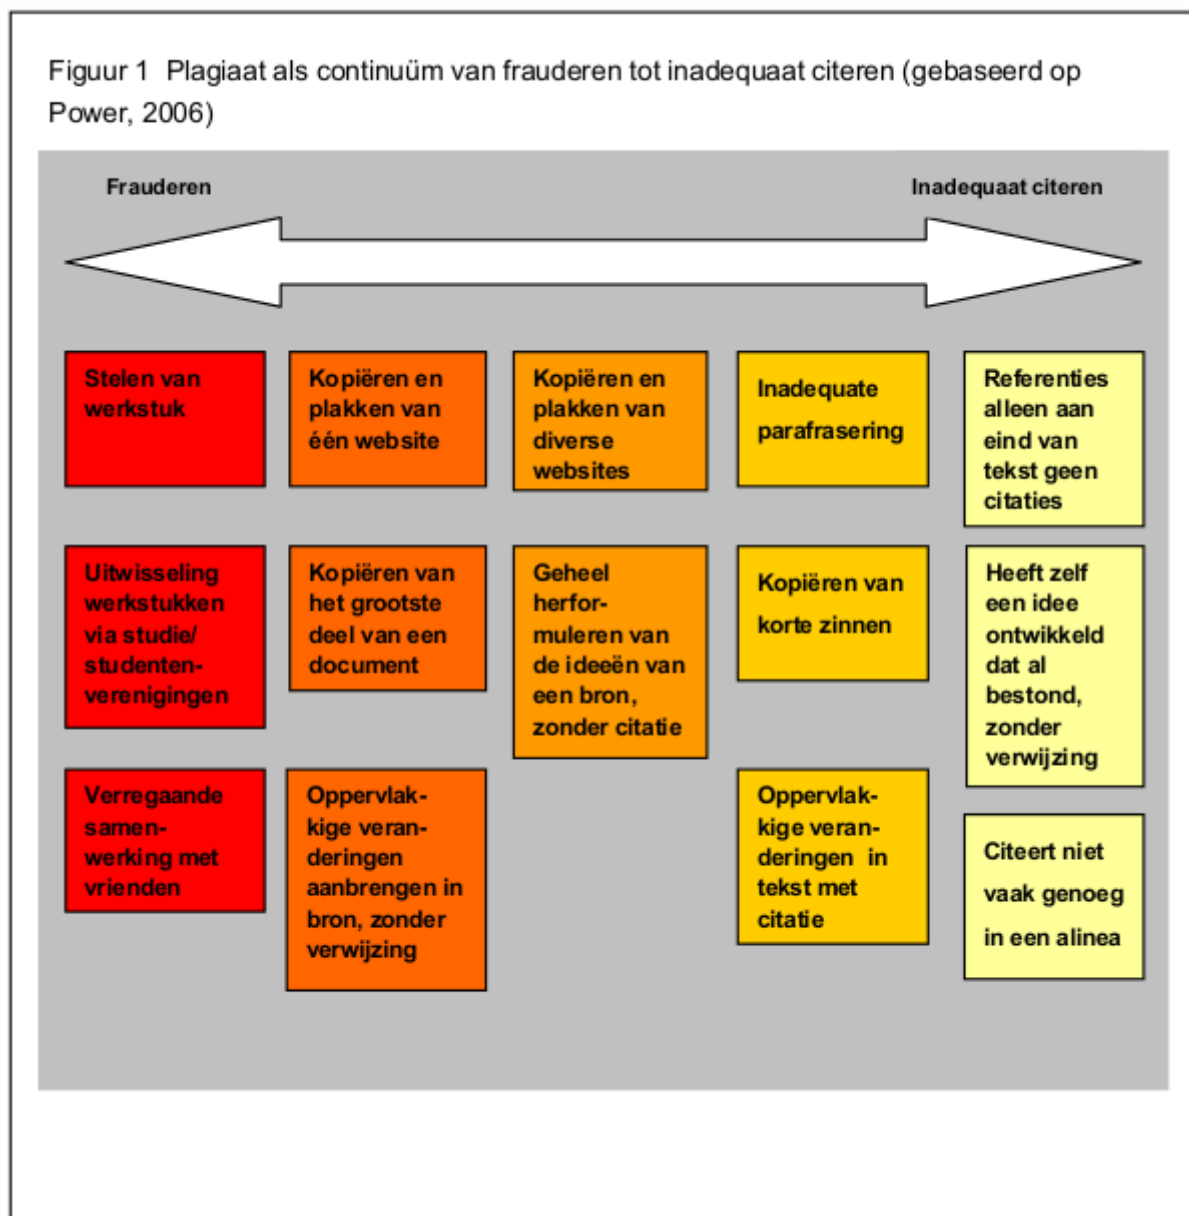 Figuur 1  Plagiaat als continuüm van frauderen tot inadequaat citeren (gebaseerd op
Power, 2006)
Frauderen
Inadequaat citeren
Stelen van
werkstuk
Kopiëren en
plakken van
één website
Kopiëren en
plakken van
diverse
websites
Inadequate
parafrasering
Referenties
alleen aan
eind van
tekst geen
citaties
Uitwisseling
werkstukken
via studie/
studenten-
verenigingen
Kopiëren van
het grootste
deel van een
document
Geheel
herfor-
muleren van
de ideeën van
een bron,
zonder citatie
Kopiëren van
korte zinnen
Heeft zelf
een idee
ontwikkeld
dat al
bestond,
zonder
verwijzing
Verregaande
samen-
werking met
vrienden
Oppervlak-
kige veran-
deringen
aanbrengen in
bron, zonder
verwijzing
Oppervlak-
kige veran-
deringen  in
tekst met
citatie
Citeert niet
vaak genoeg
in een alinea